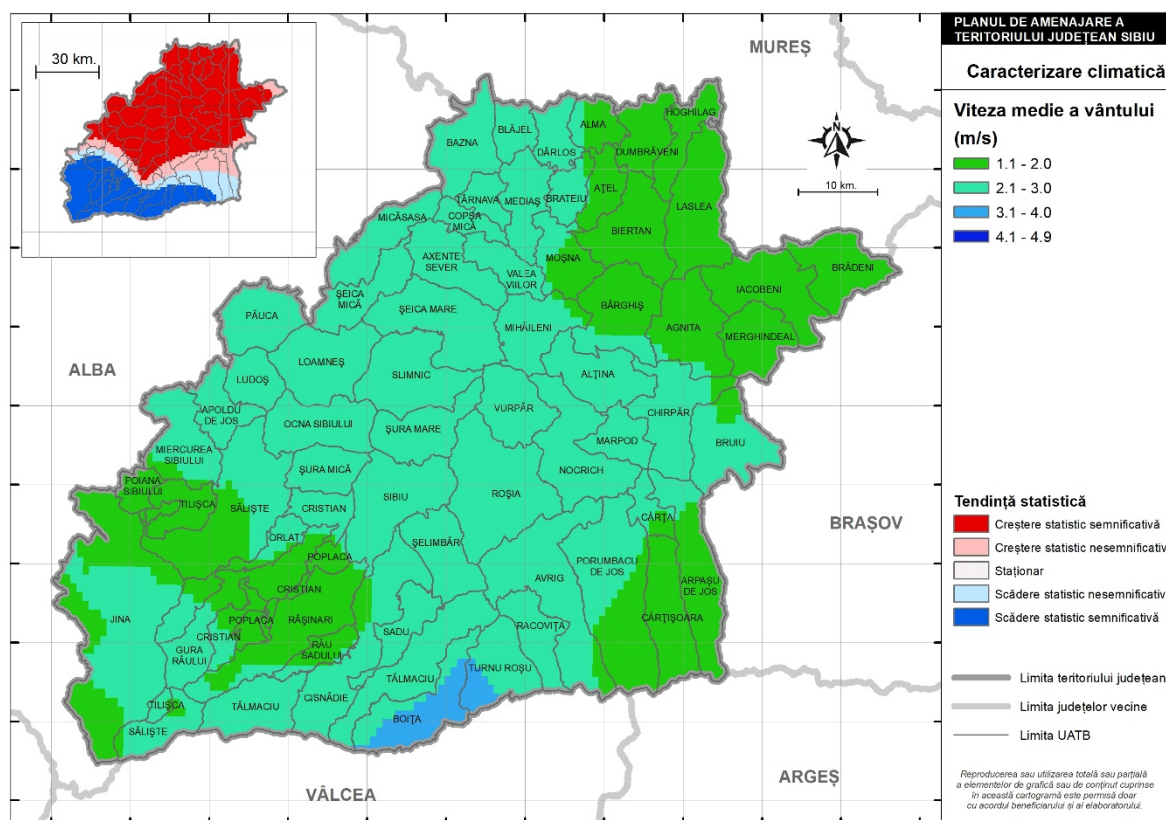 30 km.
PLANUL DE AMENAJARE A
TERITORIULUI JUDEȚEAN SIBIU
Caracterizare climatică
Viteza medie a vântului
(m/s)
1.1 - 2.0
2.1 - 3.0
3.1 - 4.0
4.1 - 4.9
Tendință statistică
Creștere statistic semnificativă
Creștere statistic nesemnificativ
Staționar
Scădere statistic nesemnificativ
Scădere statistic semnificativă
Limita teritoriului județean
Limita județelor vecine
Limita UATB
Reproducerea sau utilizarea totală sau parțială
a elementelor de grafică sau de conținut cuprinse
în această cartogramă este permisă doar
cu acordul beneficiarului și al elaboratorului.
MUREȘ
N
10 km.
ALBA
BRAȘOV
ARGEȘ
VÂLCEA
HOGHILAG
ALMA
BLĂJEL
BAZNA
DÂRLOS
DUMBRĂVENI
AȚEL
TÂRNAVA
MEDIAȘ
BRATEIU
LASLEA
MICĂSASA
COPȘA
MICĂ
BIERTAN
AXENTE
SEVER
MOȘNA
VALEA
VIILOR
BRĂDENI
IACOBENI
ȘEICA
MICĂ
ȘEICA MARE
BÂRGHIȘ
PĂUCA
MIHĂILENI
AGNITA
MERGHINDEAL
LOAMNEȘ
SLIMNIC
ALȚINA
LUDOȘ
VURPĂR
CHIRPĂR
APOLDU
DE JOS
OCNA SIBIULUI
ȘURA MARE
MARPOD
BRUIU
MIERCUREA
SIBIULUI
ȘURA MICĂ
NOCRICH
POIANA
SIBIULUI
TILIȘCA
SĂLIȘTE
CRISTIAN
SIBIU
ROȘIA
CÂRȚA
ORLAT
ȘELIMBĂR
POPLACA
PORUMBACU
DE JOS
AVRIG
ARPAȘU
DE JOS
CRISTIAN
JINA
POPLACA
RĂȘINARI
CÂRȚIȘOARA
CRISTIAN
GURA
RÂULUI
SADU
RACOVIȚA
RÂU
SADULUI
TURNU ROȘU
TĂLMACIU
CISNĂDIE
TILIȘCA
TĂLMACIU
BOIȚA
SĂLIȘTE